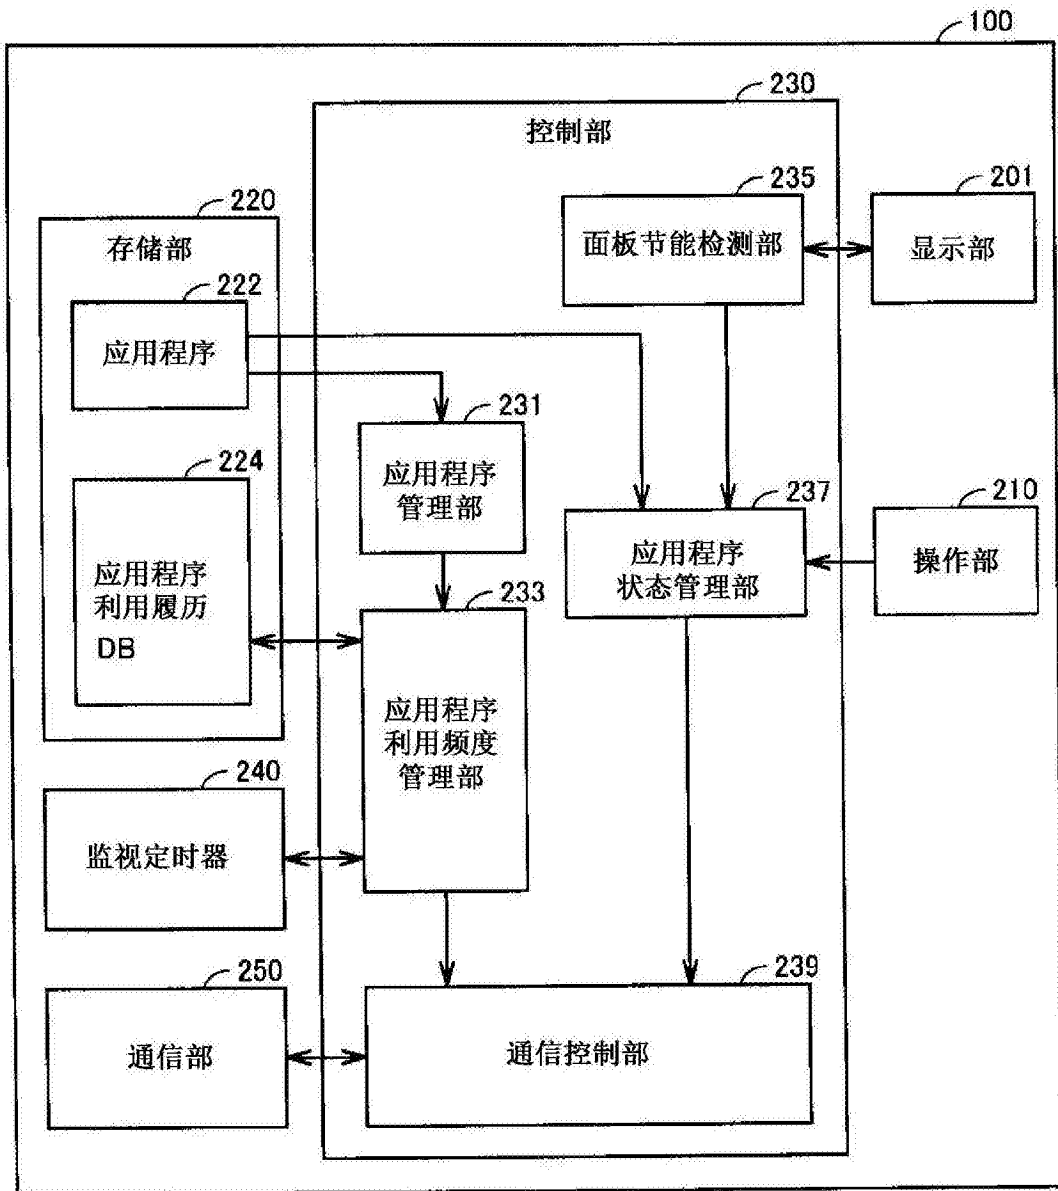 100
230
控制部
235
面板节能检测部
201
显示部
220
存储部
222
应用程序
231
应用程序
管理部
224
应用程序
利用履历
DB
237
应用程序
状态管理部
210
操作部
233
应用程序
利用频度
管理部
240
监视定时器
250
通信部
239
通信控制部